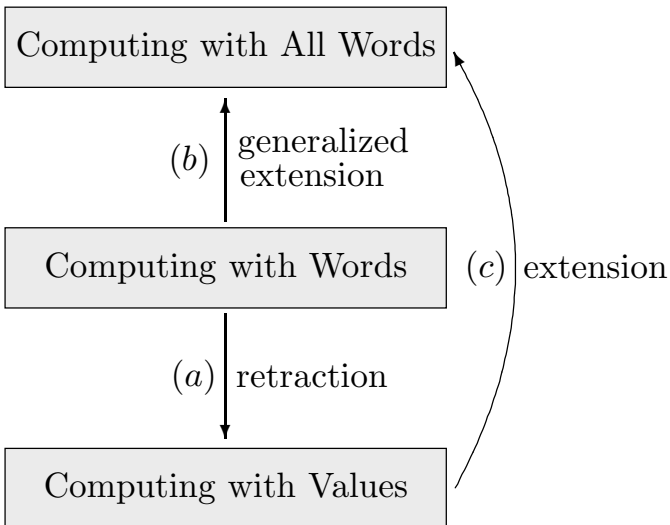 Computing with All Words
(b) generalized
extension
Computing with Words
(c) extension
(a) retraction
Computing with Values